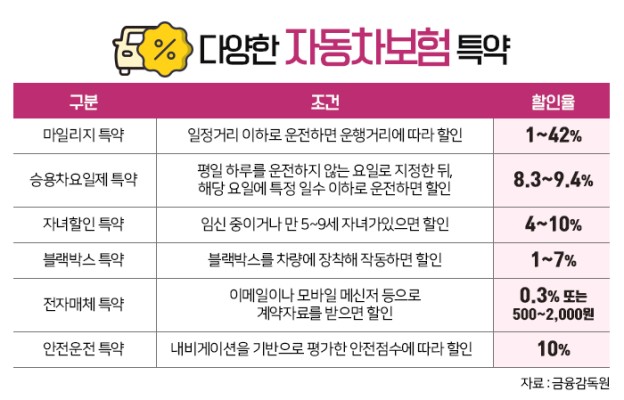 %
다양한 자동차보험 특약
구분 조건 할인율
마일리지 특약 일정거리 이하로 운전하면 운행거리에 따라 할인 1~42%
승용차요일제 특약 평일 하루를 운전하지 않는 요일로 지정한 뒤,
해당 요일에 특정 일수 이하로 운전하면 할인 8.3~9.4%
자녀할인 특약 임신 중이거나 만 5~9세 자녀가있으면 할인 4~10%
블랙박스 특약 블랙박스를 차량에 장착해 작동하면 할인 1~7%
전자매체 특약 이메일이나 모바일 메신저 등으로
계약자료를 받으면 할인 0.3% 또는
500~2,000원
안전운전 특약 내비게이션을 기반으로 평가한 안전점수에 따라 할인 10%
자료 : 금융감독원